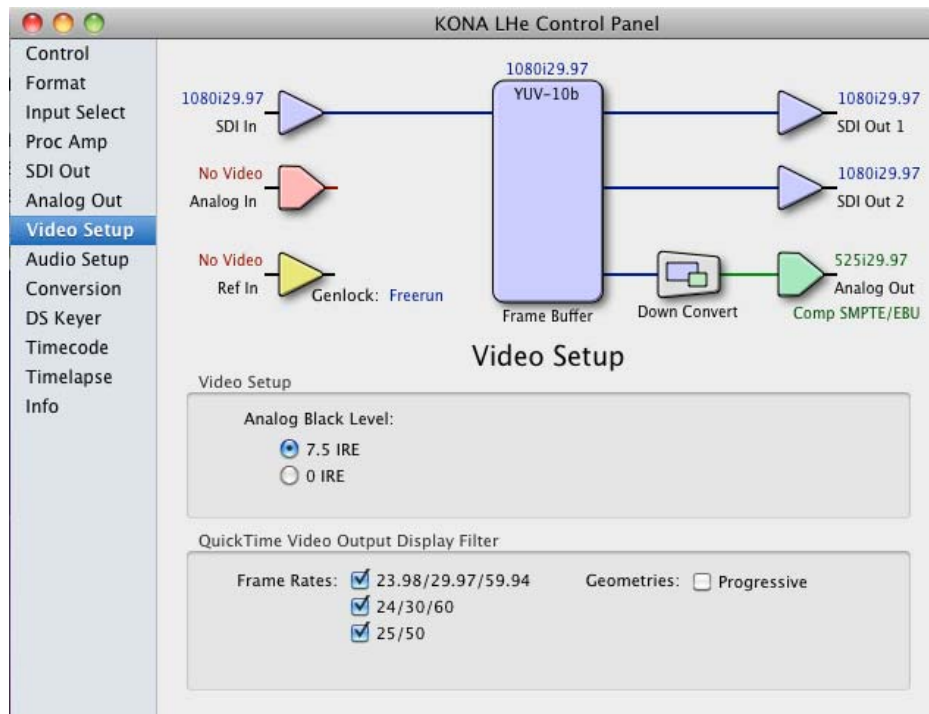 KONA LHe Control Panel
Control
Format
Input Select
Proc Amp
SDI Out
Analog Out
Video Setup
Audio Setup
Conversion
DS Keyer
Timecode
Timelapse
Info
1080i29.97
YUV-10b
1080i29.97
SDI In
1080i29.97
SDI Out 1
No Video
Analog In
1080i29.97
SDI Out 2
No Video
Ref In
Genlock: Freerun
Frame Buffer
Down Convert
525i29.97
Analog Out
Comp SMPTE/EBU
Video Setup
Video Setup
Analog Black Level:
7.5 IRE
0 IRE
QuickTime Video Output Display Filter
Frame Rates: 23.98/29.97/59.94 Geometries: Progressive
24/30/60
25/50